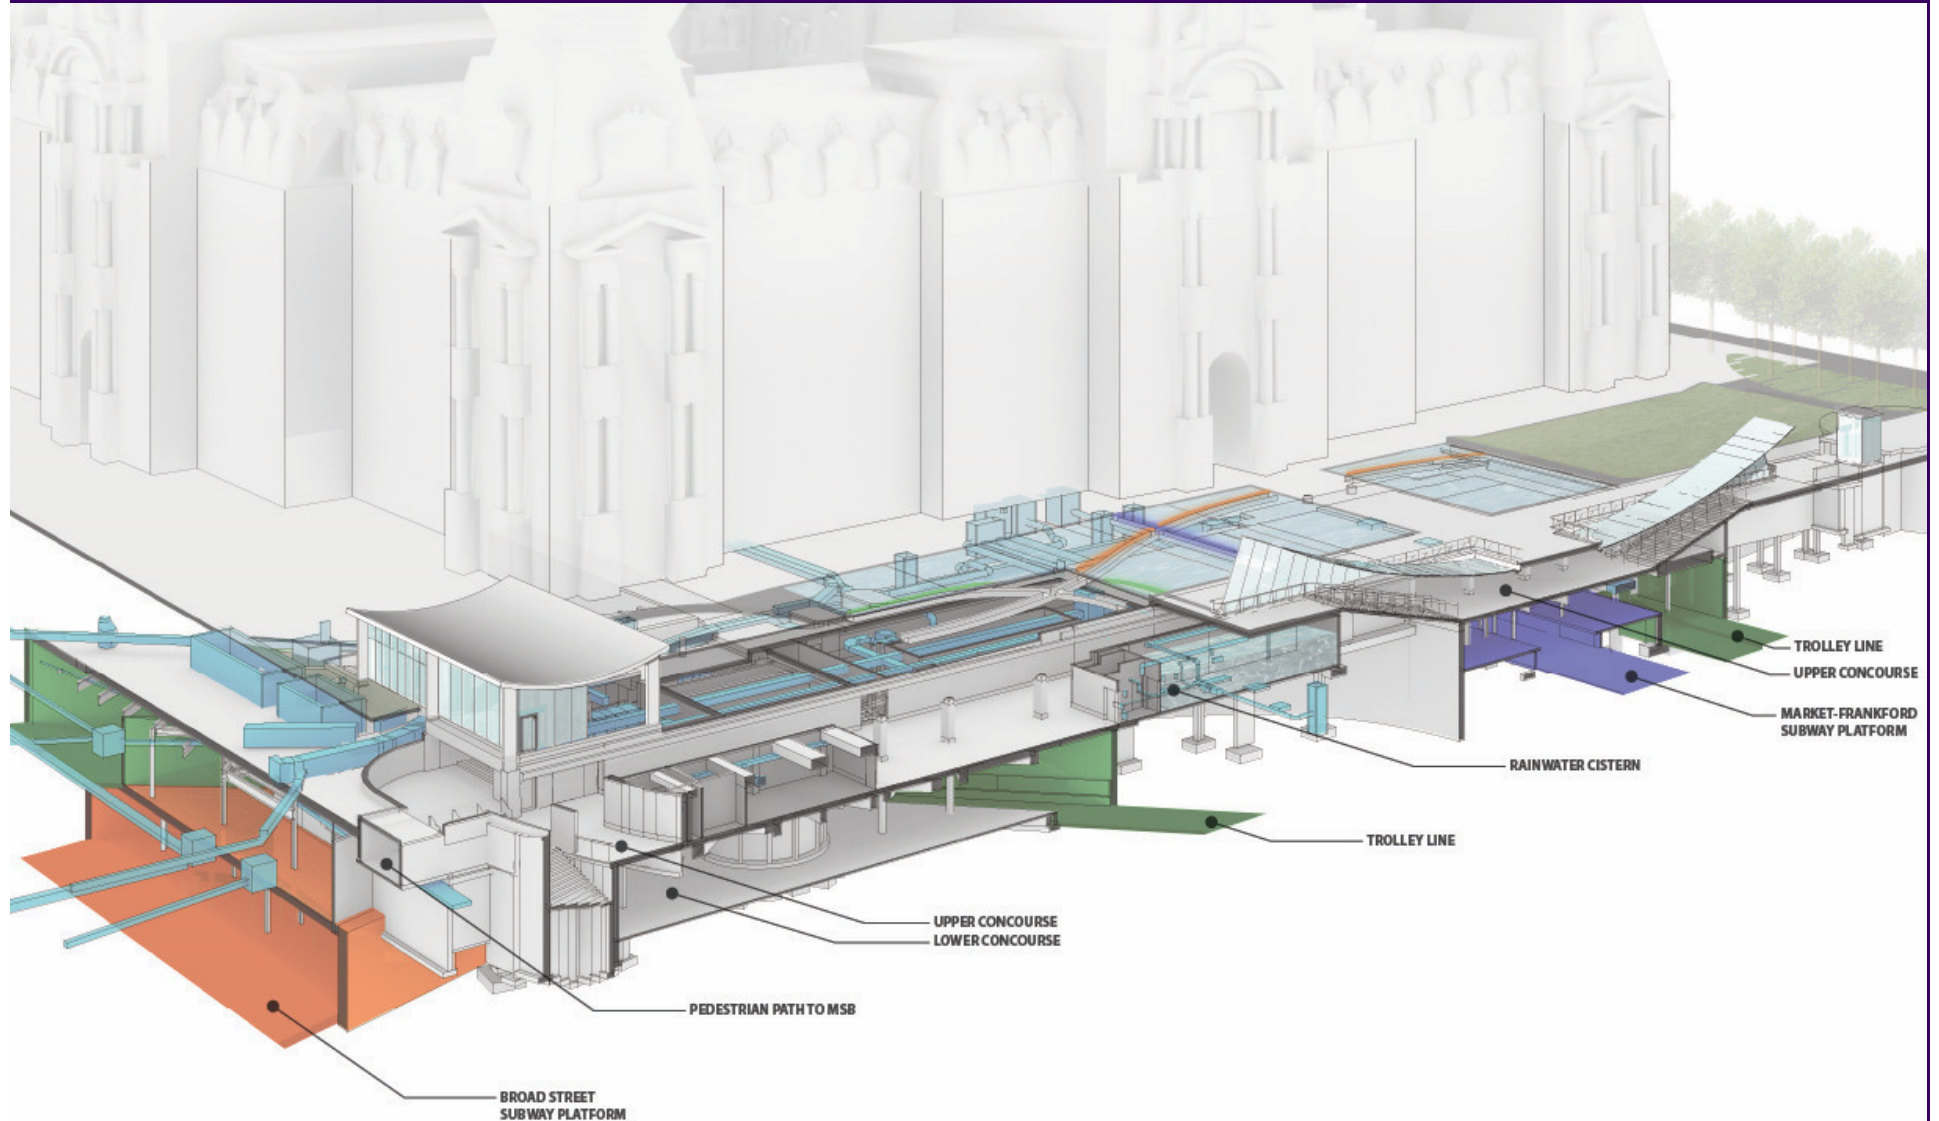 TROLLEY LINE
UPPER CONCOURSE
MARKET-FRANKFORD
SUBWAY PLATFORM
RAINWATER CISTERN
TROLLEY LINE
UPPER CONCOURSE
LOWER CONCOURSE
PEDESTRIAN PATH TO MSB
BROAD STREET
SUBWAY PLATFORM